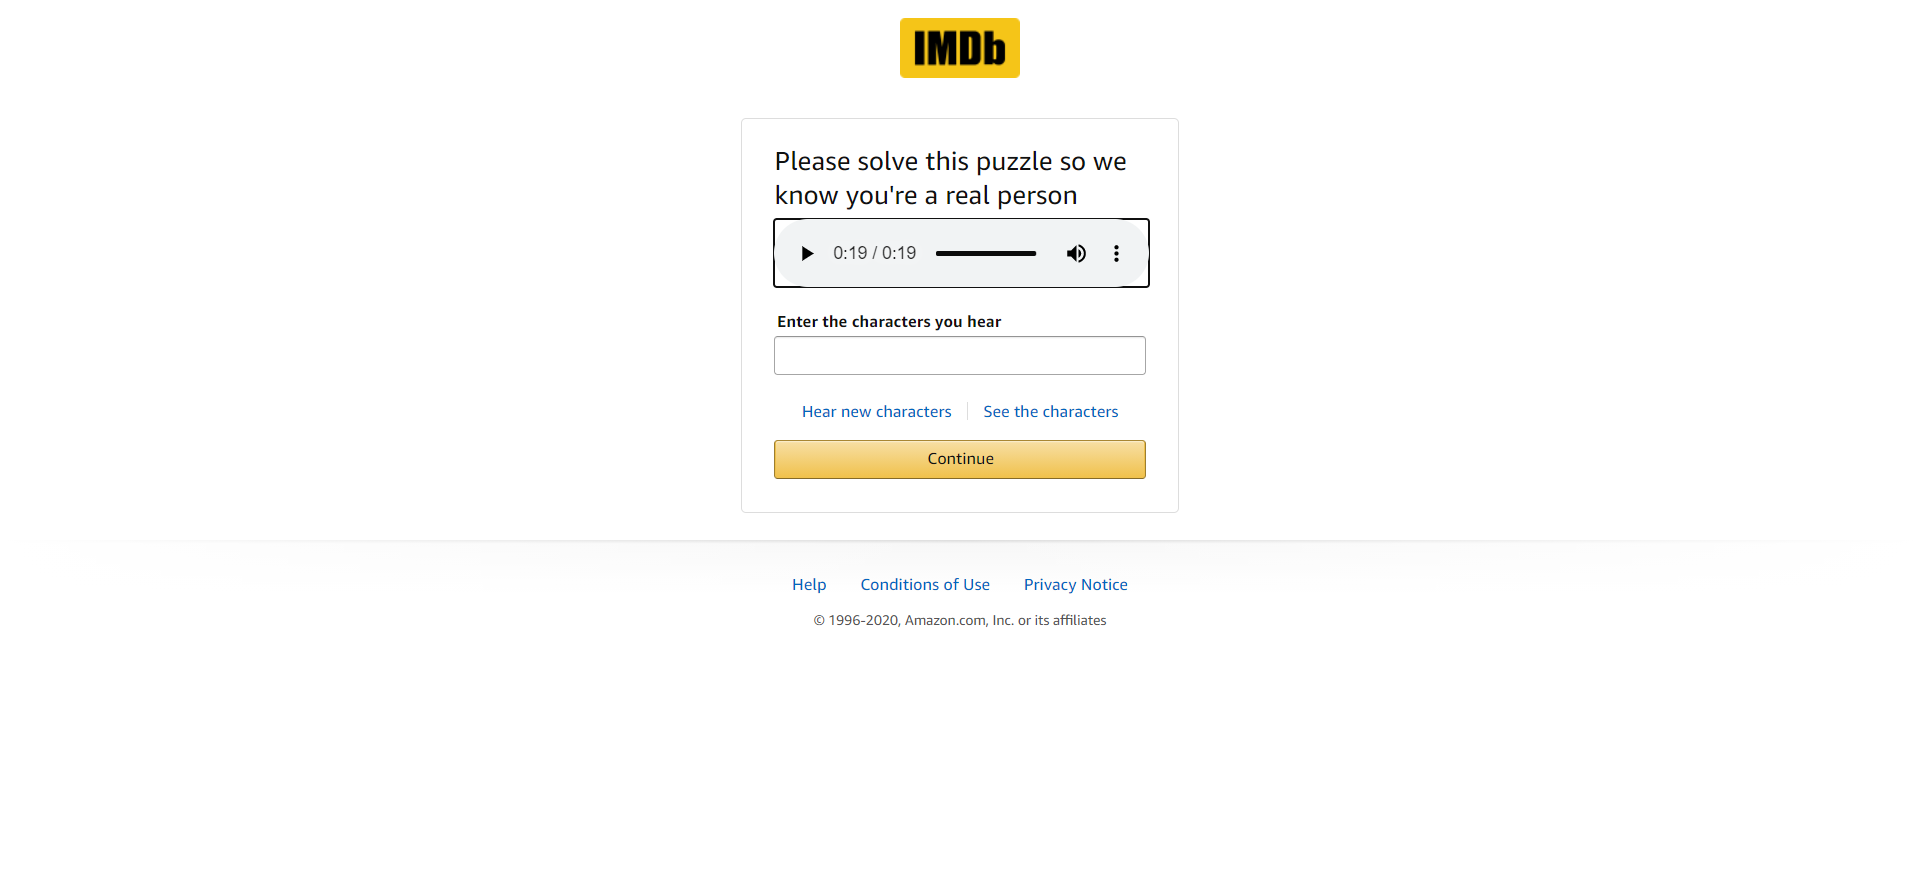 IMDb
Please solve this puzzle so we
know you're a real person
0:19 / 0:19
Enter the characters you hear
Hear new characters
See the characters
Continue
Help
Conditions of Use
Privacy Notice
© 1996-2020, Amazon.com, Inc. or its affiliates